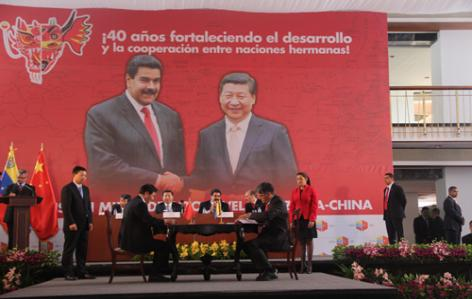 ¡40 años fortaleciendo el desarrollo
y la cooperación entre naciones hermanas!
A-CHINA